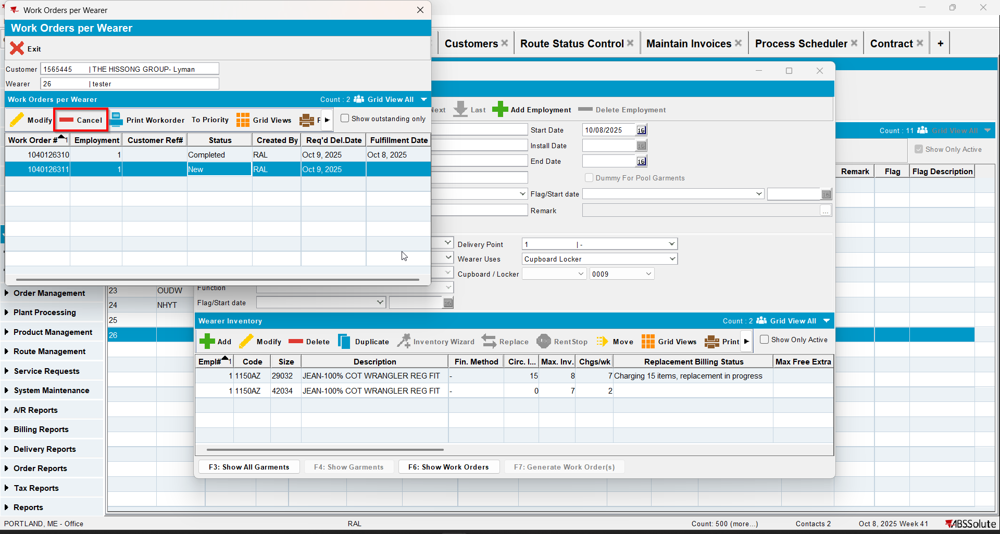 Work Orders per Wearer
Work Orders per Wearer
Exit
Customer 1565445 | THE HISSONG GROUP- Lyman
Wearer 26 | tester
Work Orders per Wearer Count : 2 Grid View All
Modify Cancel Print Workorder To Priority Grid Views Show outstanding only
Work Order # 1 Employment Customer Ref# Status Created By Req'd Del.Date Fulfillment Date
1040126310 1 Completed RAL Oct 9, 2025 Oct 8, 2025
1040126311 1 New RAL Oct 9, 2025
Customers Route Status Control Maintain Invoices Process Scheduler Contract +
Last Add Employment Delete Employment
Start Date 10/08/2025 16
Install Date 16
End Date 16
Dummy For Pool Garments
Flag/Start date 16
Remark ...
Delivery Point 1 | -
Wearer Uses Cupboard Locker
Cupboard / Locker 0009
Function
Flag/Start date 16
Count : 11 Grid View All
Show Only Active
Remark Flag Flag Description
Order Management
Plant Processing
Product Management
Route Management
Service Requests
System Maintenance
A/R Reports
Billing Reports
Delivery Reports
Order Reports
Tax Reports
Reports
23 OUDW
24 NHYT
25
26
Wearer Inventory Count : 2 Grid View All
Add Modify Delete Duplicate Inventory Wizard Replace RentStop Move Grid Views Print Show Only Active
Empl# 1 Code Size Description Fin. Method Circ. I... Max. Inv. Chgs/wk Replacement Billing Status Max Free Extra
1 1150AZ 29032 JEAN-100% COT WRANGLER REG FIT - 15 8 7 Charging 15 items, replacement in progress
1 1150AZ 42034 JEAN-100% COT WRANGLER REG FIT - 0 7 2
F3: Show All Garments F4: Show Garments F6: Show Work Orders F7: Generate Work Order(s)
PORTLAND, ME - Office RAL Count: 500 (more...) Contacts 2 Oct 8, 2025 Week 41 ABSSolute